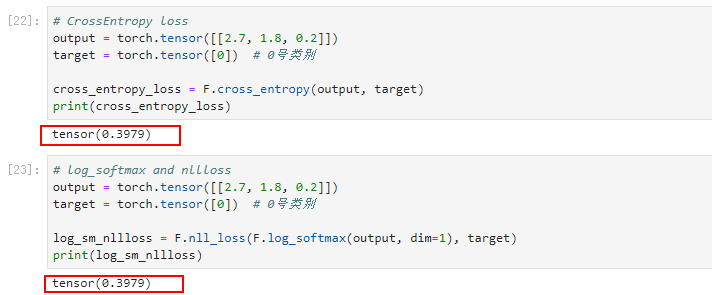 [22]:
# CrossEntropy loss
output = torch.tensor([[2.7, 1.8, 0.2]])
target = torch.tensor([0])  # 0号类别
cross_entropy_loss = F.cross_entropy(output, target)
print(cross_entropy_loss)
tensor(0.3979)
[23]:
# log_softmax and nllloss
output = torch.tensor([[2.7, 1.8, 0.2]])
target = torch.tensor([0])  # 0号类别
log_sm_nllloss = F.nll_loss(F.log_softmax(output, dim=1), target)
print(log_sm_nllloss)
tensor(0.3979)